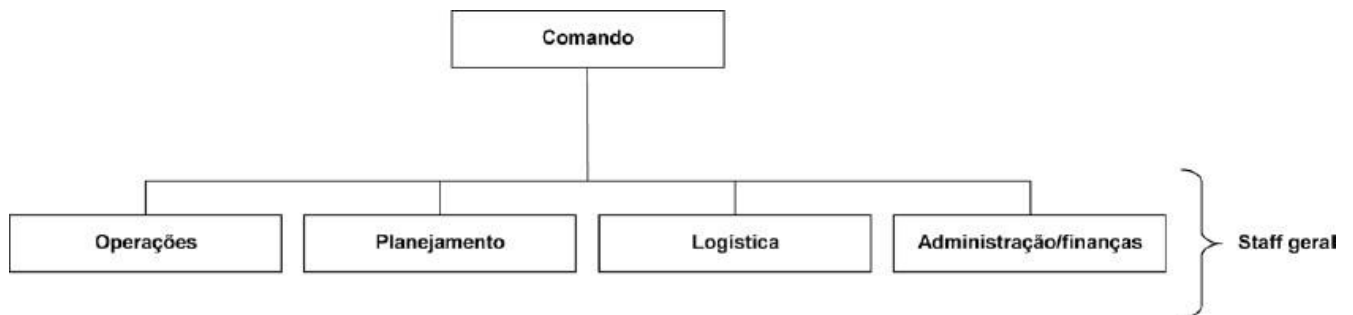 Comando
Operações
Planejamento
Logística
Administração/finanças
Staff geral